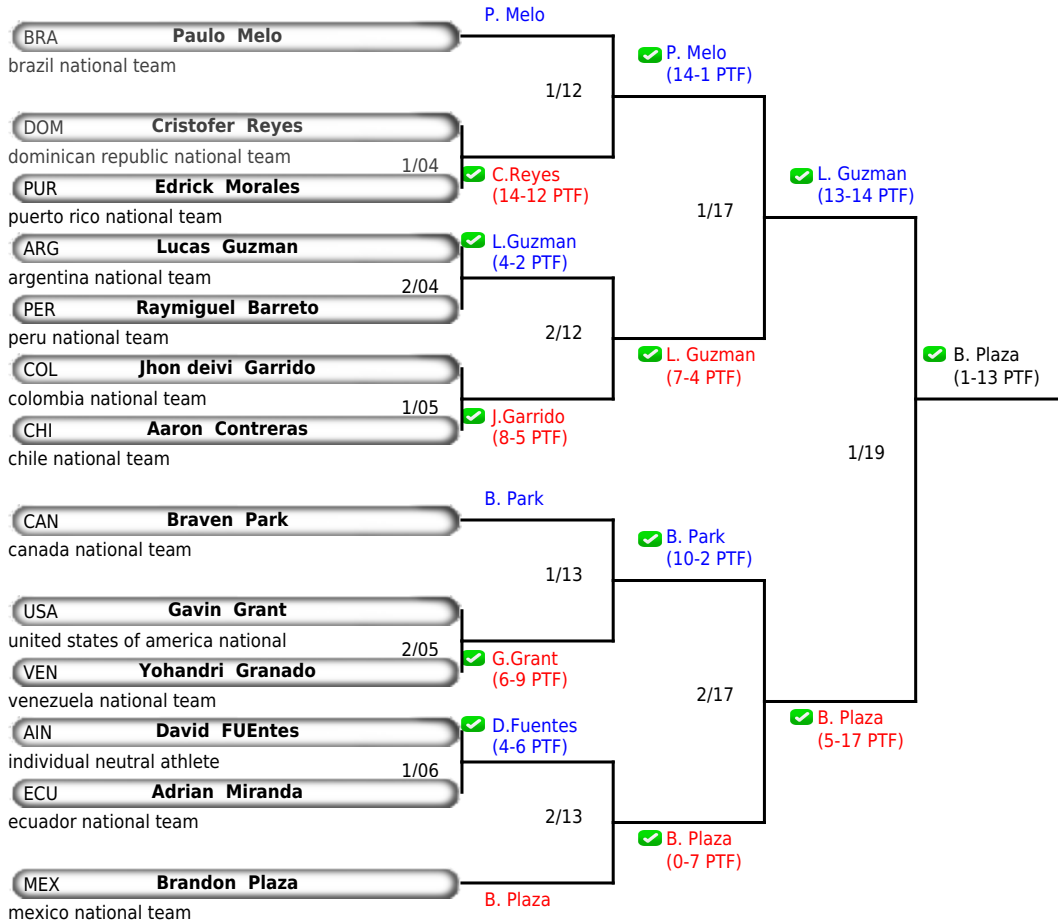 P. Melo
BRA Paulo Melo
brazil national team
P. Melo
(14-1 PTF)
1/12
DOM Cristofer Reyes
dominican republic national team
1/04
C.Reyes
(14-12 PTF)
PUR Edrick Morales
puerto rico national team
L. Guzman
(13-14 PTF)
1/17
ARG Lucas Guzman
argentina national team
L.Guzman
(4-2 PTF)
2/04
PER Raymiguel Barreto
peru national team
2/12
L. Guzman
(7-4 PTF)
COL Jhon deivi Garrido
colombia national team
1/05
J.Garrido
(8-5 PTF)
CHI Aaron Contreras
chile national team
B. Plaza
(1-13 PTF)
1/19
B. Park
CAN Braven Park
canada national team
B. Park
(10-2 PTF)
1/13
USA Gavin Grant
united states of america national
2/05
G.Grant
(6-9 PTF)
VEN Yohandri Granado
venezuela national team
2/17
B. Plaza
(5-17 PTF)
AIN David FUEntes
individual neutral athlete
D.Fuentes
(4-6 PTF)
1/06
ECU Adrian Miranda
ecuador national team
2/13
B. Plaza
(0-7 PTF)
MEX Brandon Plaza
mexico national team
B. Plaza